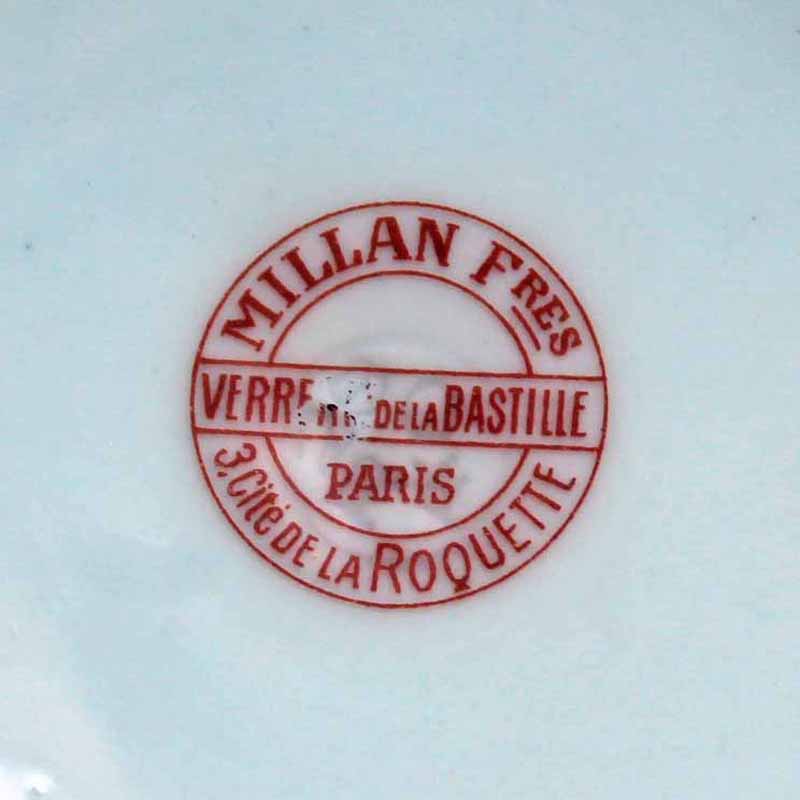 MILLAN FRES
DE LA BASTILLE
PARIS
3, Cité DE LA ROQUETTE